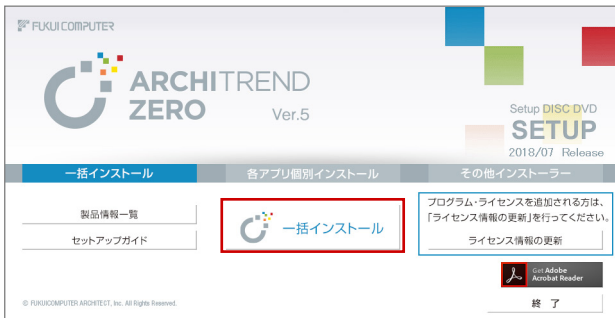 FUKUI COMPUTER
ARCHITREND
ZERO Ver.5
Setup DISC DVD
SETUP
2018/07 Release
一括インストール 各アプリ個別インストール その他インストーラー
製品情報一覧
セットアップガイド
一括インストール
プログラム・ライセンスを追加される方は、
「ライセンス情報の更新」を行ってください。
ライセンス情報の更新
Get Adobe
Acrobat Reader
© FUKUICOMPUTER ARCHITECT, Inc. All Rights Reserved.
終 了